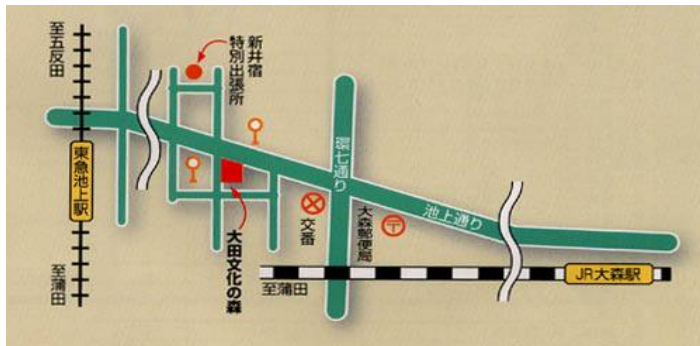 至五反田
東急池上駅
至蒲田
新井宿
特別出張所
大田文化の森
交番
環七通り
大森郵便局
池上通り
至蒲田
JR大森駅